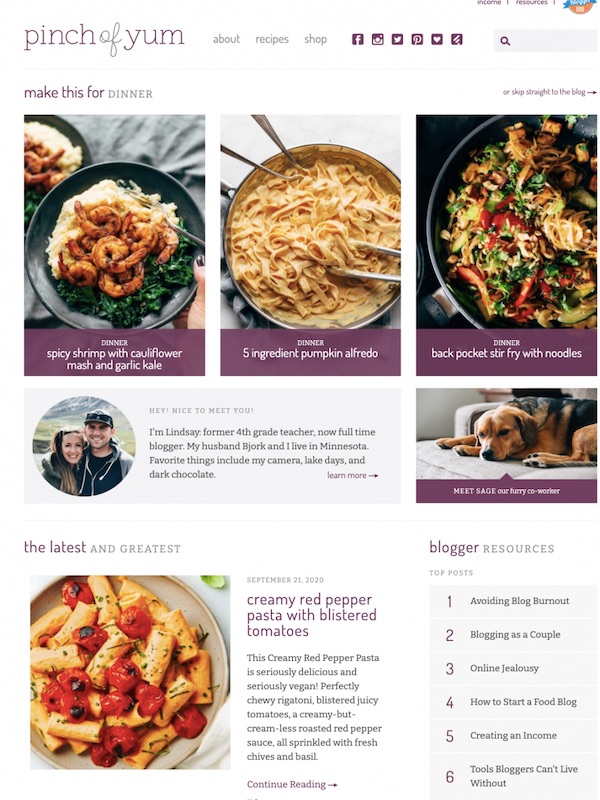 income | resources |
Blogger
pinch of yum
about recipes shop
make this for DINNER
or skip straight to the blog
DINNER
spicy shrimp with cauliflower
mash and garlic kale
DINNER
5 ingredient pumpkin alfredo
DINNER
back pocket stir fry with noodles
HEY! NICE TO MEET YOU!
I'm Lindsay: former 4th grade teacher, now full time
blogger. My husband Bjork and I live in Minnesota.
Favorite things include my camera, lake days, and
dark chocolate.
learn more
MEET SAGE our furry co-worker
the latest AND GREATEST
SEPTEMBER 21, 2020
creamy red pepper
pasta with blistered
tomatoes
This Creamy Red Pepper Pasta
is seriously delicious and
seriously vegan! Perfectly
chewy rigatoni, blistered juicy
tomatoes, a creamy-but-
cream-less roasted red pepper
sauce, all sprinkled with fresh
chives and basil.
Continue Reading
blogger RESOURCES
TOP POSTS
1 Avoiding Blog Burnout
2 Blogging as a Couple
3 Online Jealousy
4 How to Start a Food Blog
5 Creating an Income
6 Tools Bloggers Can't Live
Without